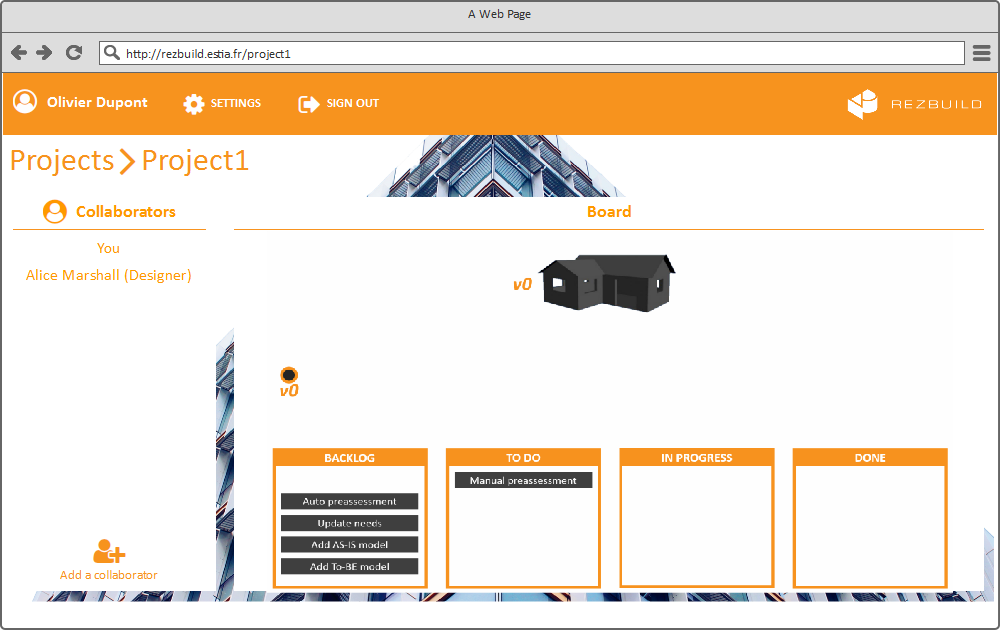 A Web Page
http://rezbuild.estia.fr/project1
Olivier Dupont
SETTINGS
SIGN OUT
REZBUILD
Projects
Project1
Collaborators
You
Alice Marshall (Designer)
Add a collaborator
Board
v0
v0
BACKLOG
Auto preassessment
Update needs
Add AS-IS model
Add To-BE model
TO DO
Manual preassessment
IN PROGRESS
DONE